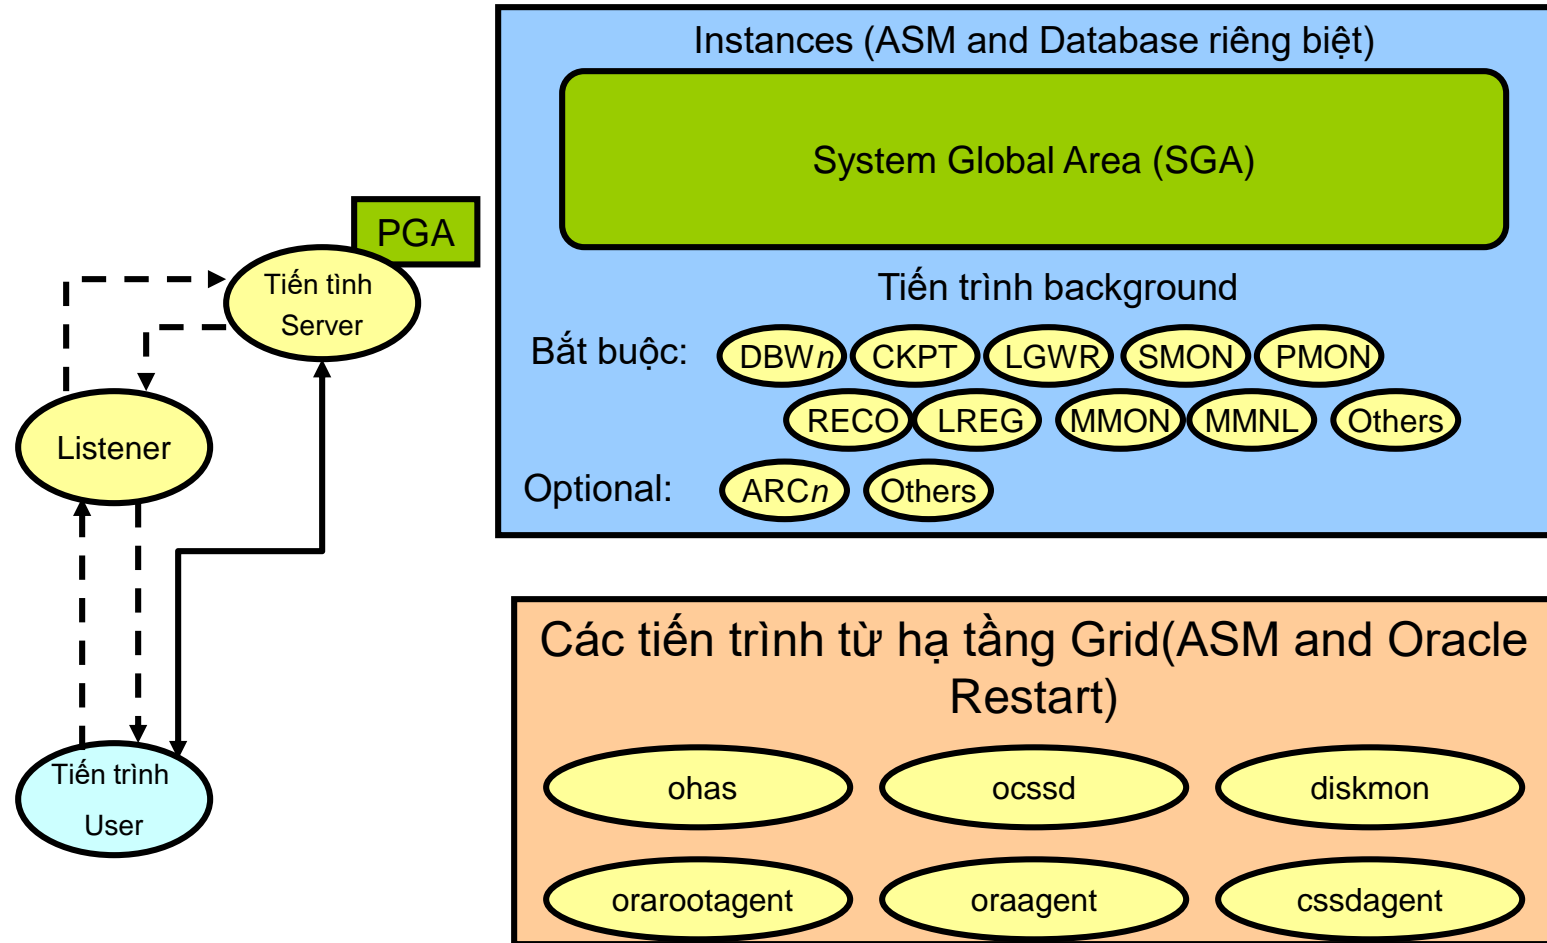 Instances (ASM and Database riêng biệt)
System Global Area (SGA)
PGA
Tiến tình
Server
Tiến trình background
Bắt buộc:
DBWn CKPT LGWR SMON PMON
RECO LREG MMON MMNL Others
Listener
Optional:
ARCn Others
Các tiến trình từ hạ tầng Grid(ASM and Oracle
Restart)
Tiến trình
User
ohas ocssd diskmon
orarootagent oraagent cssdagent